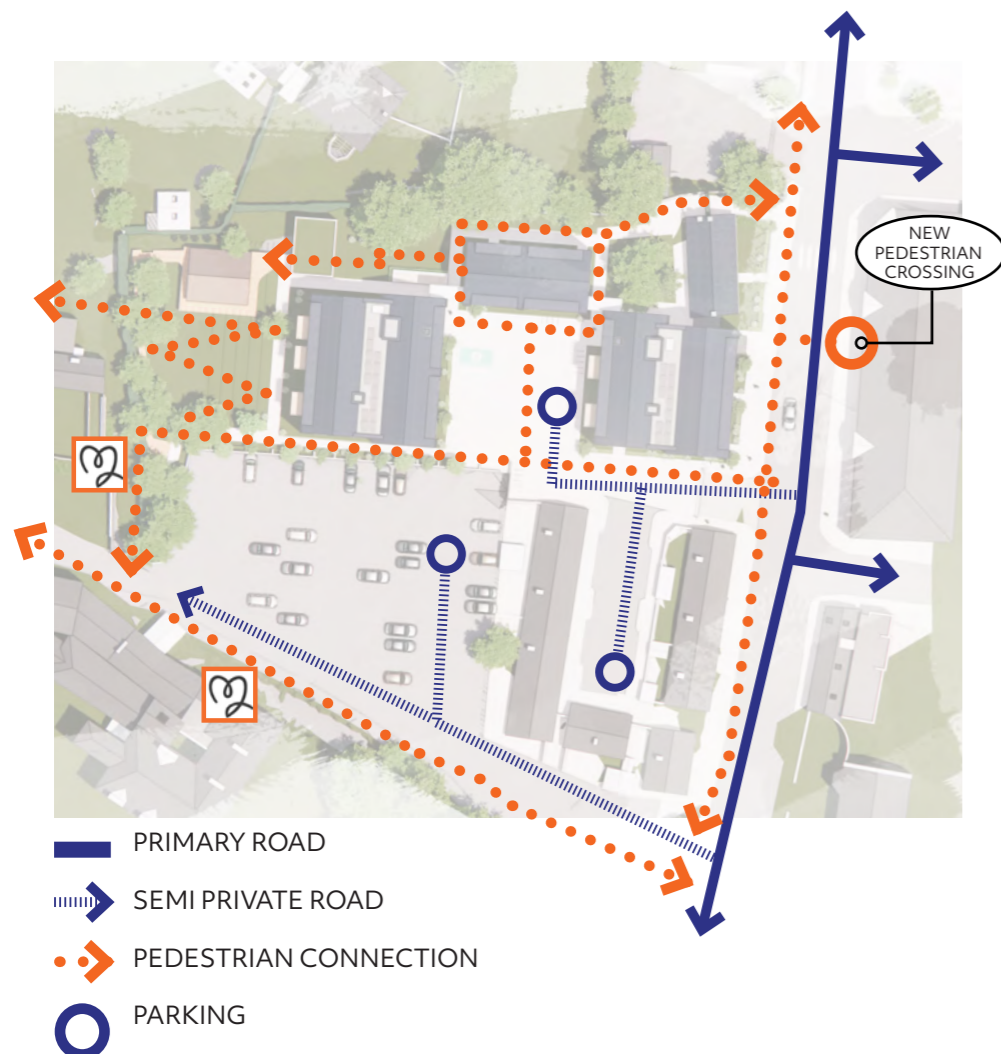 NEW
PEDESTRIAN
CROSSING
PRIMARY ROAD
SEMI PRIVATE ROAD
PEDESTRIAN CONNECTION
PARKING